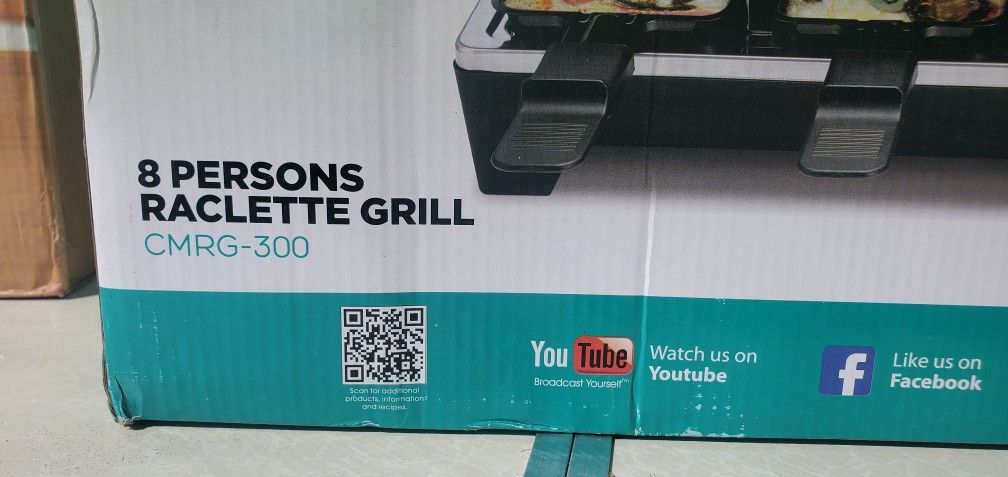 8 PERSONS
RACLETTE GRILL
CMRG-300
Scan for additional
products, information
and recipes.
You Tube
Broadcast Yourself™
Watch us on
Youtube
f
Like us on
Facebook